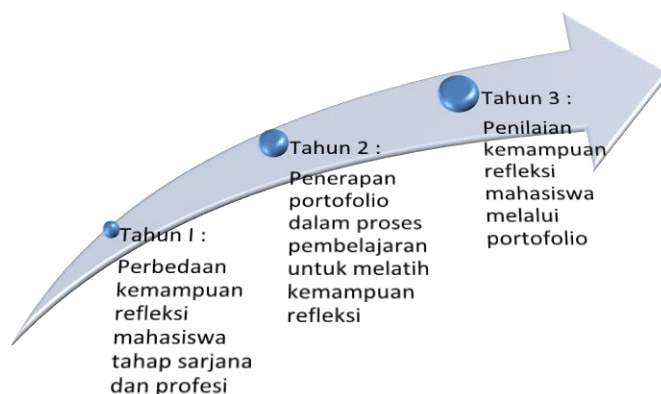 Tahun I :
Perbedaan
kemampuan
refleksi
mahasiswa
tahap sarjana
dan profesi
Tahun 2 :
Penerapan
portofolio
dalam proses
pembelajaran
untuk melatih
kemampuan
refleksi
Tahun 3 :
Penilaian
kemampuan
refleksi
mahasiswa
melalui
portofolio